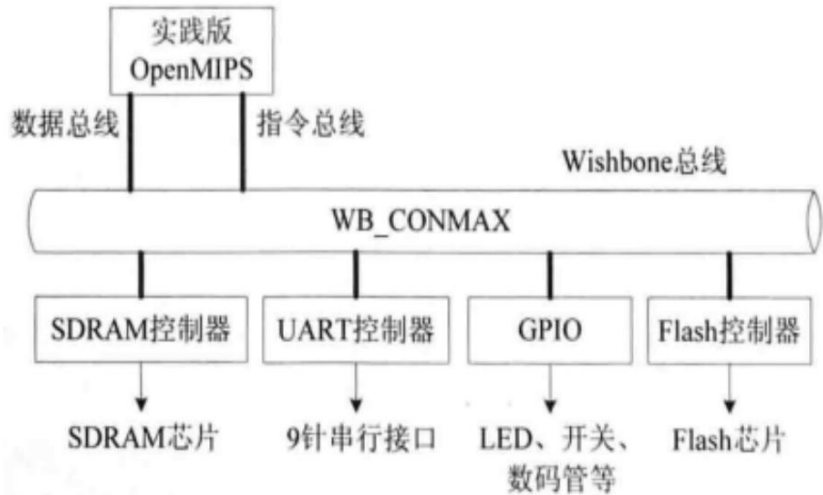 实践版
OpenMIPS
数据总线
指令总线
Wishbone总线
WB_CONMAX
SDRAM控制器
UART控制器
GPIO
Flash控制器
SDRAM芯片
9针串行接口
LED、开关、
数码管等
Flash芯片